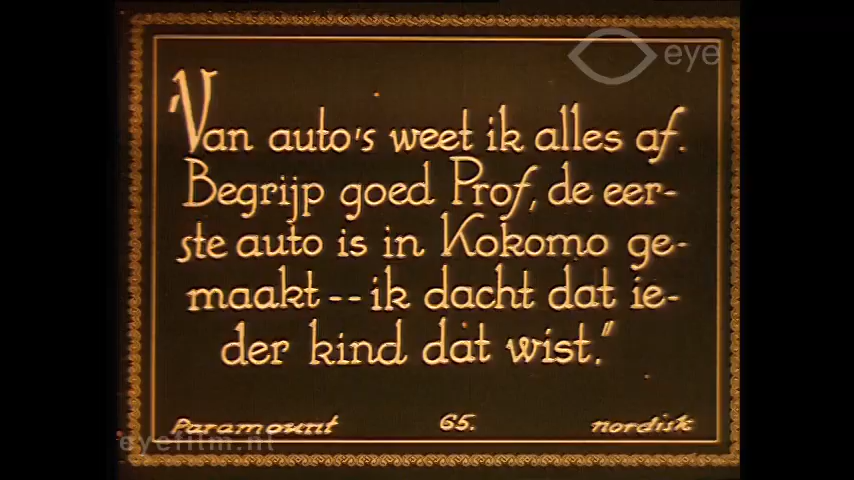 eye
"Van auto's weet ik alles af.
Begrijp goed Prof, de eer-
ste auto is in Kokomo ge-
maakt -- ik dacht dat ie-
der kind dat wist."
Paramount 65. nordisk
eyefilm.nl